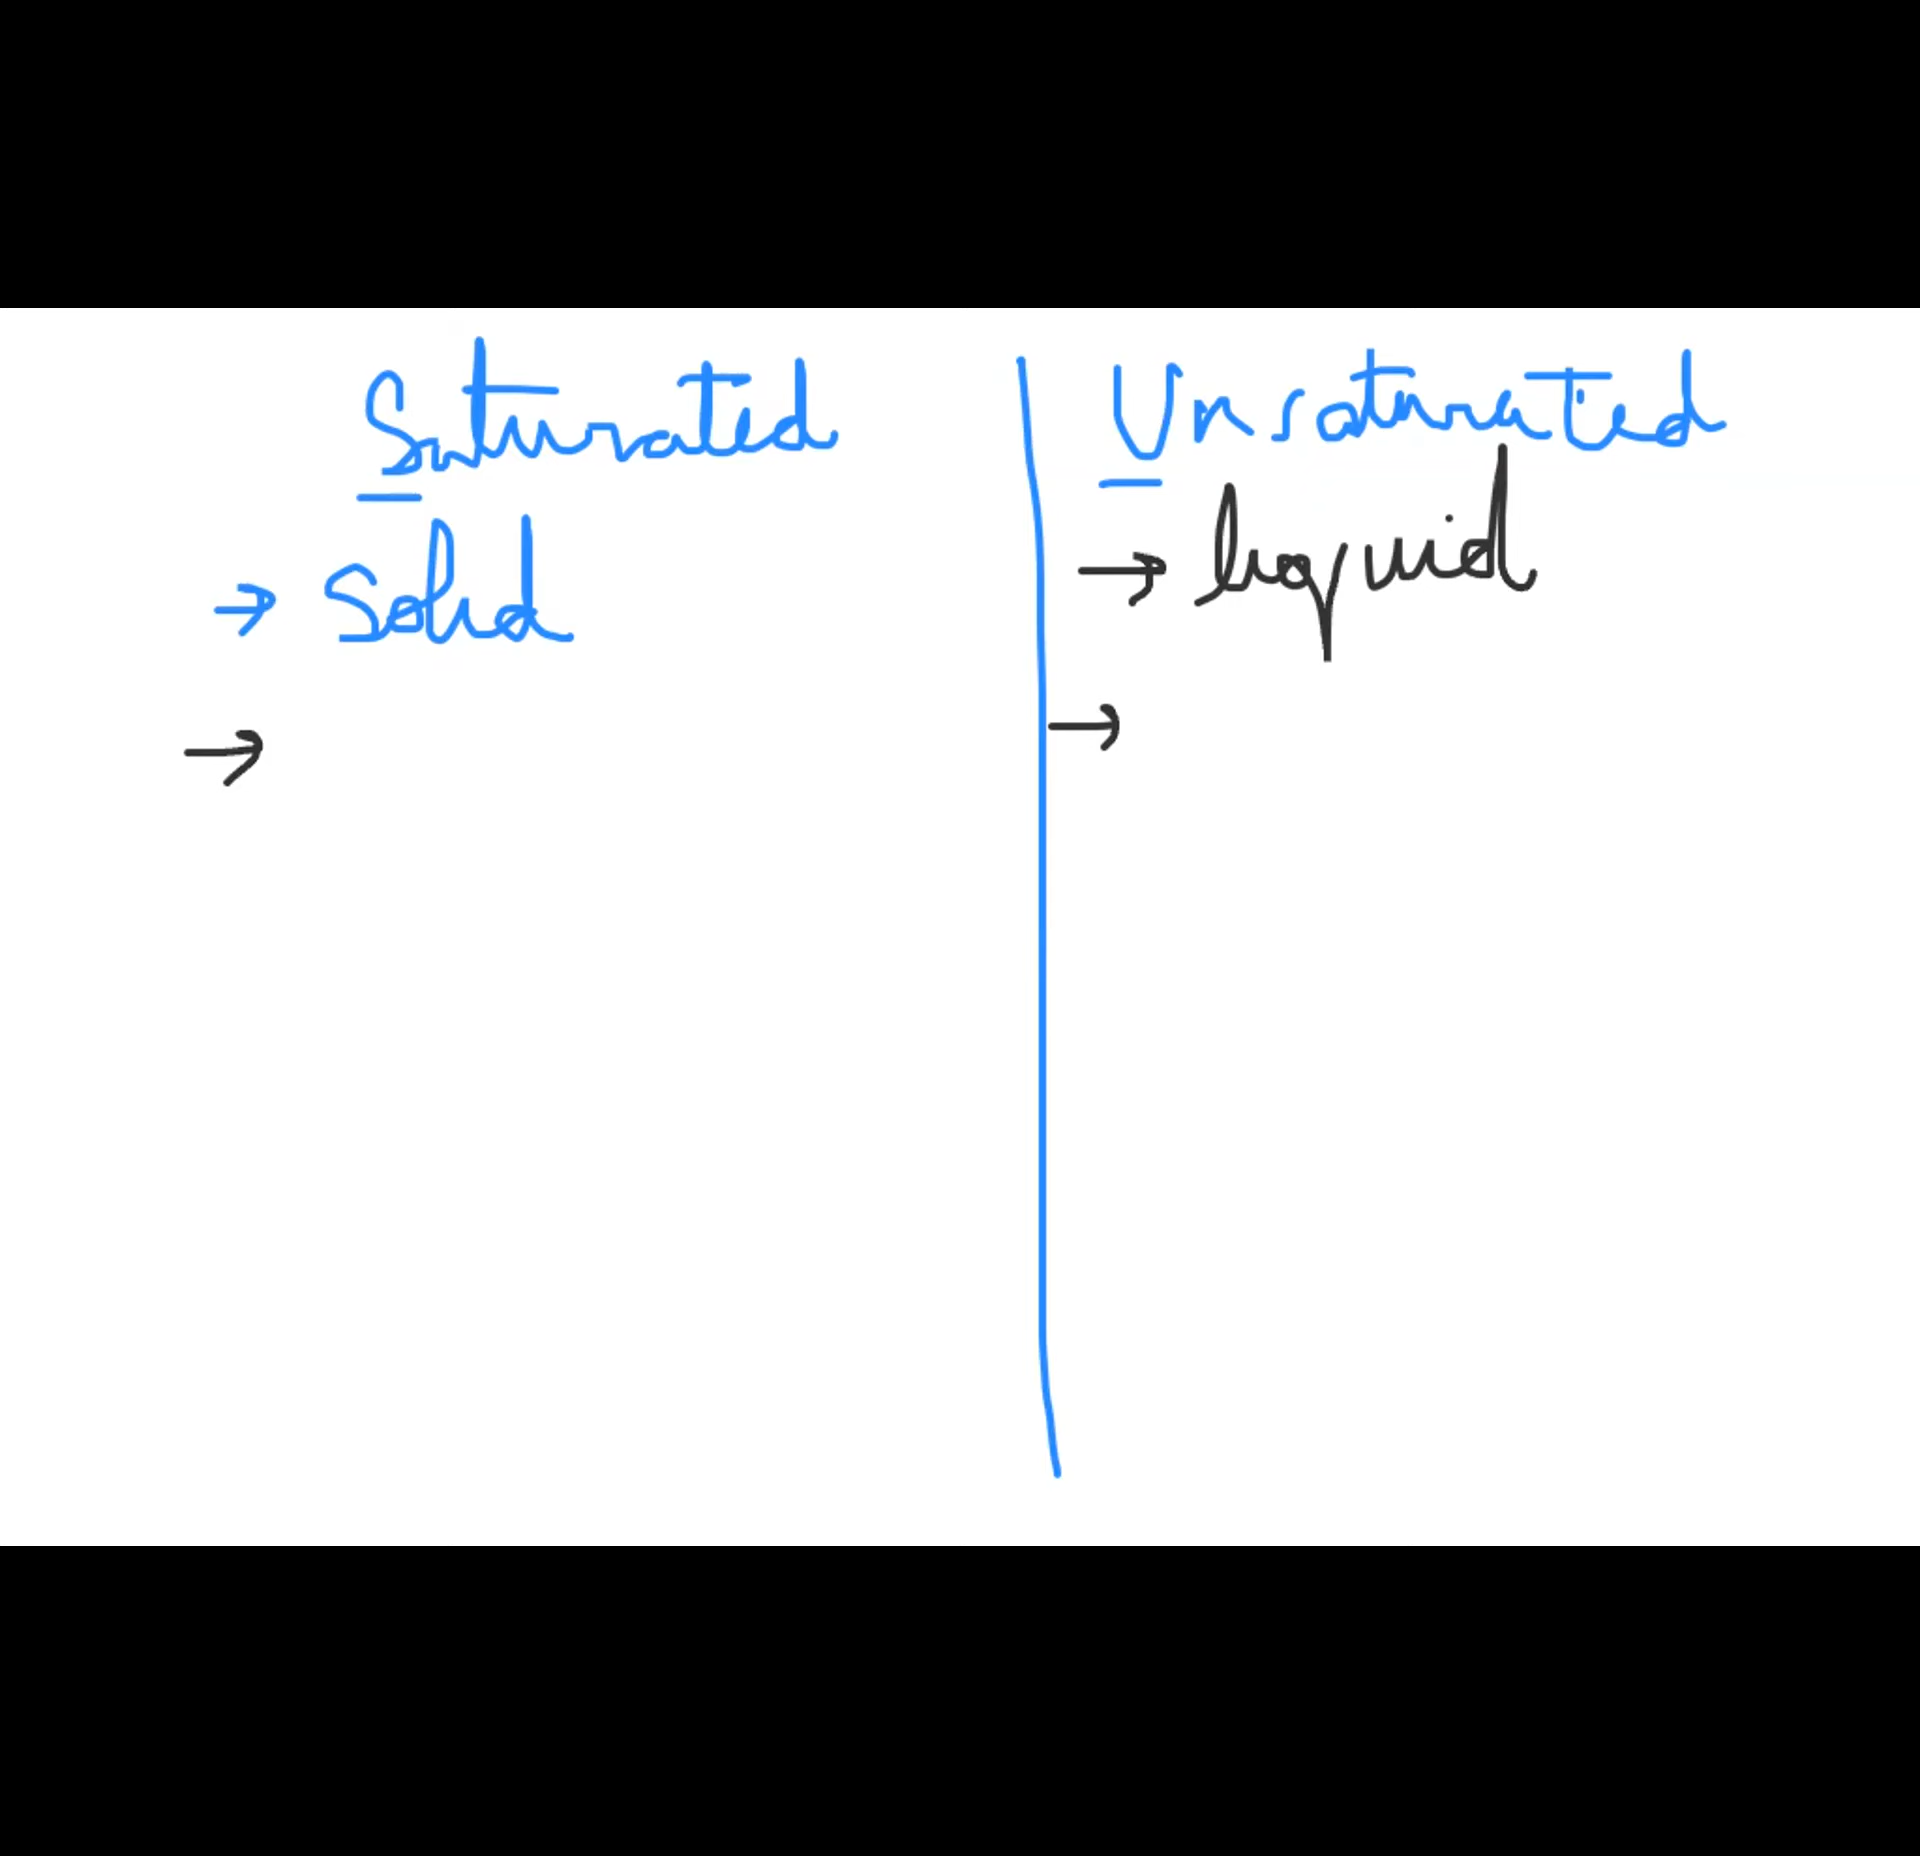 Saturated
→ Solid
→
Unsaturated
→ liquid
→